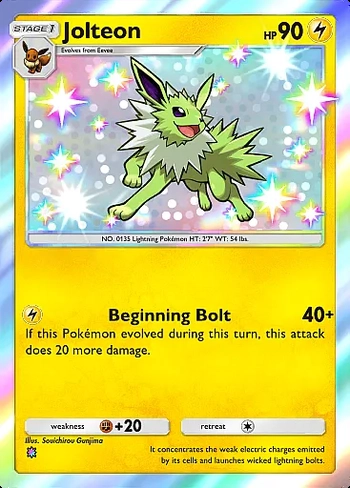 STAGE 1
Jolteon
HP 90
Evolves from Eevee
NO. 0135 Lightning Pokémon HT: 2'7" WT: 54 lbs.
Beginning Bolt 40+
If this Pokémon evolved during this turn, this attack
does 20 more damage.
weakness +20 retreat
Illus. Souichirou Gunjima
It concentrates the weak electric charges emitted
by its cells and launches wicked lightning bolts.